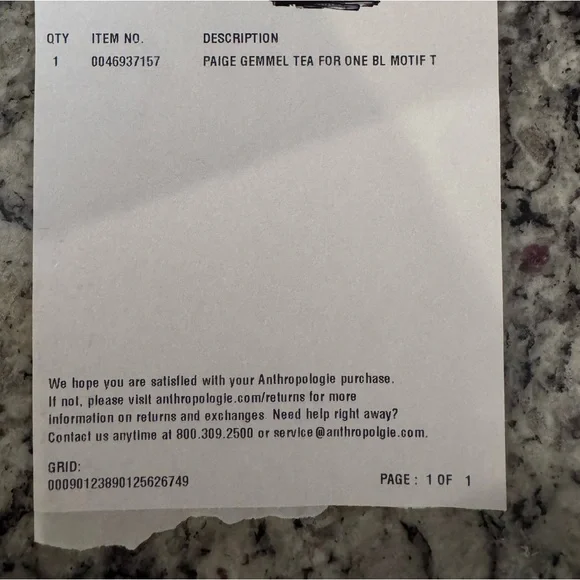 QTY ITEM NO. DESCRIPTION
1 0046937157 PAIGE GEMMEL TEA FOR ONE BL MOTIF T
We hope you are satisfied with your Anthropologie purchase.
If not, please visit anthropologie.com/returns for more
information on returns and exchanges. Need help right away?
Contact us anytime at 800.309.2500 or service@anthropolgie.com.
GRID:
00090123890125626749 PAGE: 1 OF 1